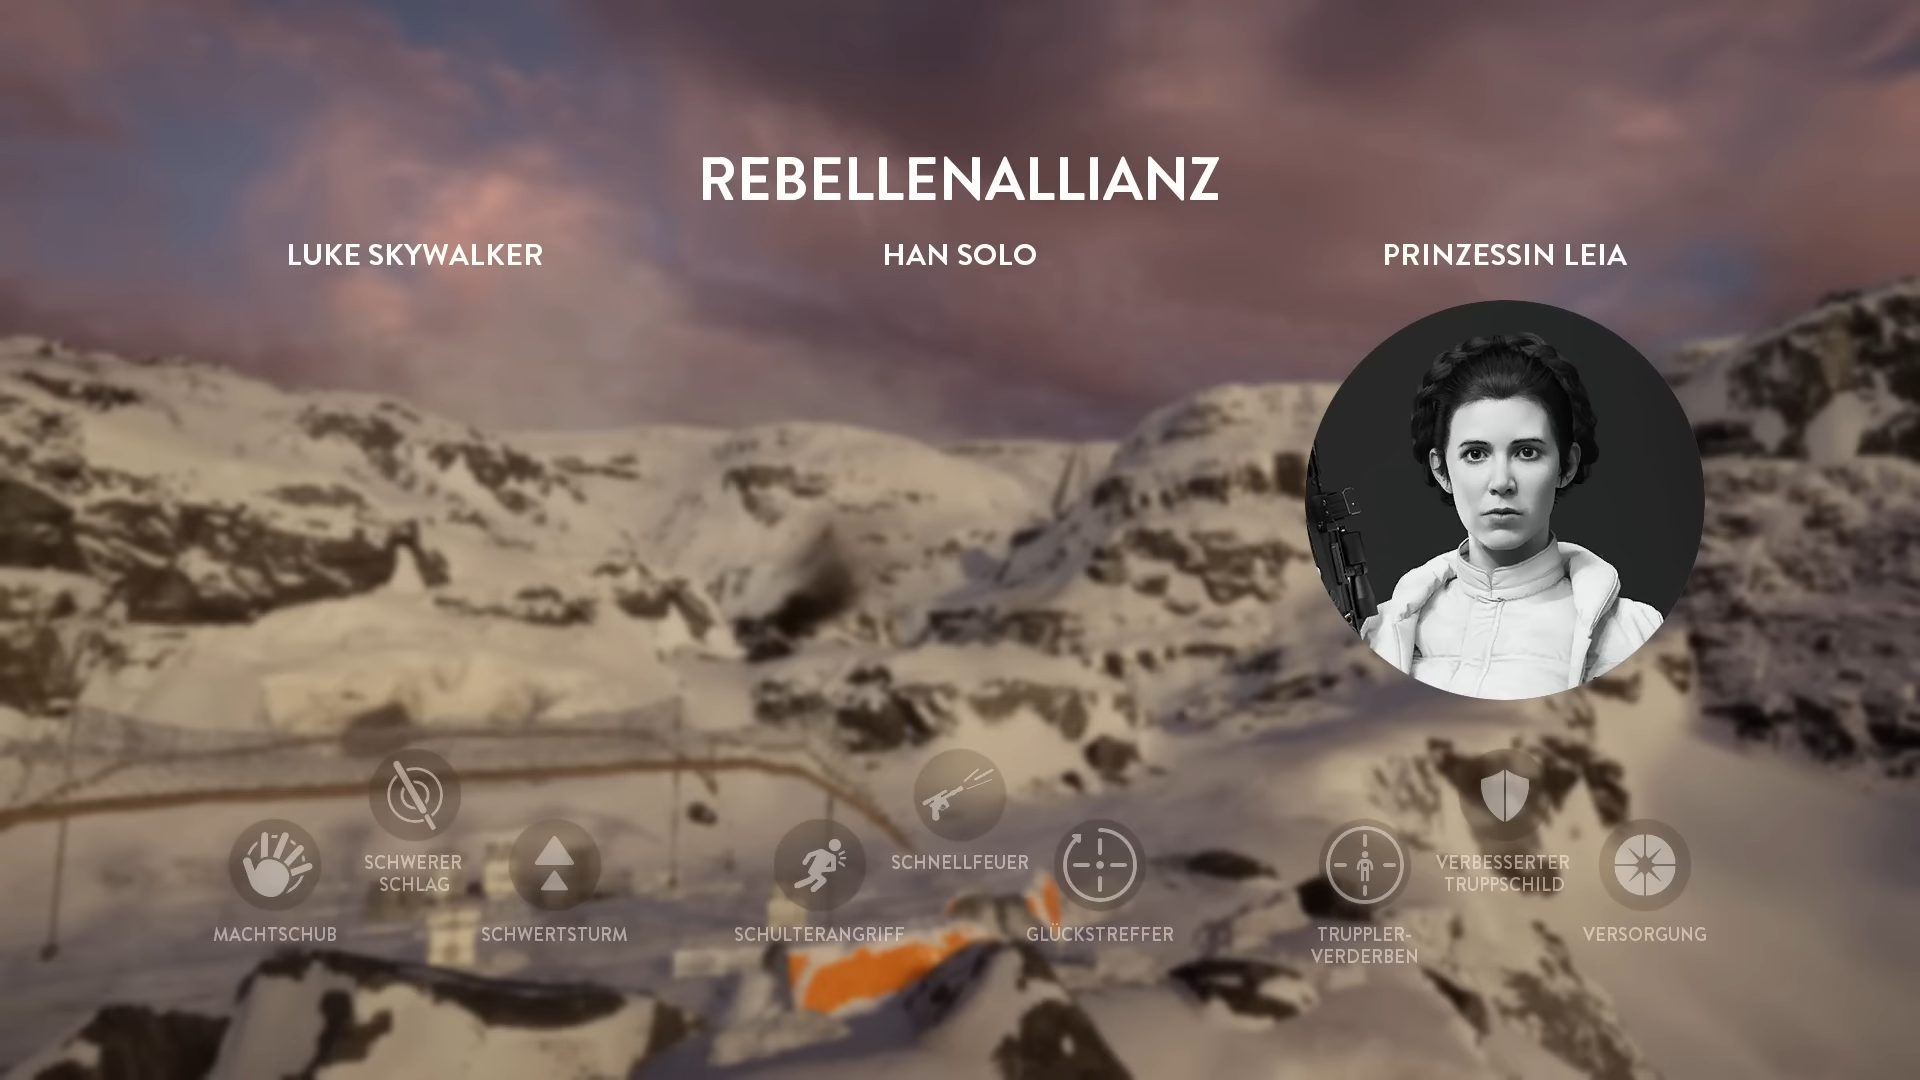 REBELLENALLIANZ
LUKE SKYWALKER
HAN SOLO
PRINZESSIN LEIA
MACHTSCHUB
SCHWERER
SCHLAG
SCHWERTSTURM
SCHULTERANGRIFF
SCHNELLFEUER
GLÜCKSTREFFER
TRUPPLER-
VERDERBEN
VERBESSERTER
TRUPPSCHILD
VERSORGUNG